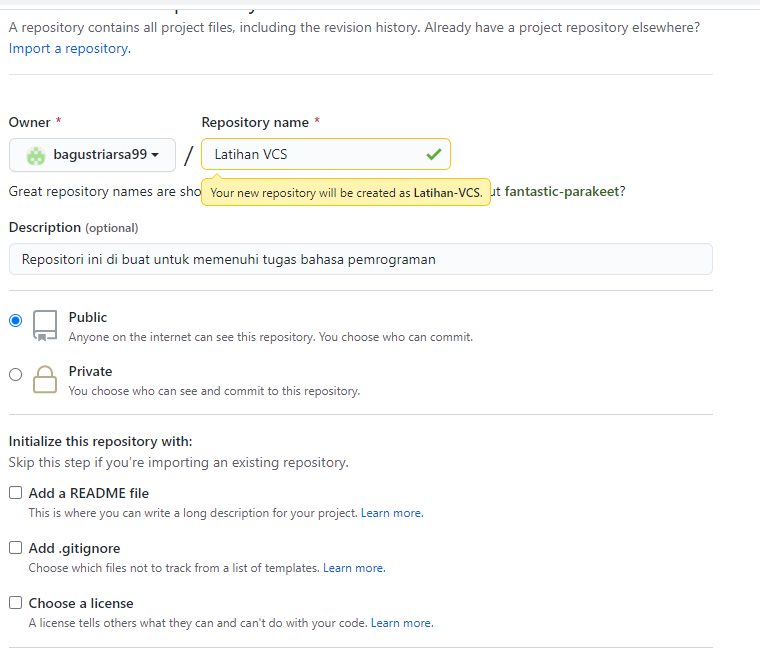 A repository contains all project files, including the revision history. Already have a project repository elsewhere?
Import a repository.
Owner *
Repository name *
bagustriarsa99
/
Latihan VCS
Great repository names are sho
Your new repository will be created as Latihan-VCS.
ut fantastic-parakeet?
Description (optional)
Repositori ini di buat untuk memenuhi tugas bahasa pemrograman
Public
Anyone on the internet can see this repository. You choose who can commit.
Private
You choose who can see and commit to this repository.
Initialize this repository with:
Skip this step if you're importing an existing repository.
Add a README file
This is where you can write a long description for your project. Learn more.
Add .gitignore
Choose which files not to track from a list of templates. Learn more.
Choose a license
A license tells others what they can and can't do with your code. Learn more.